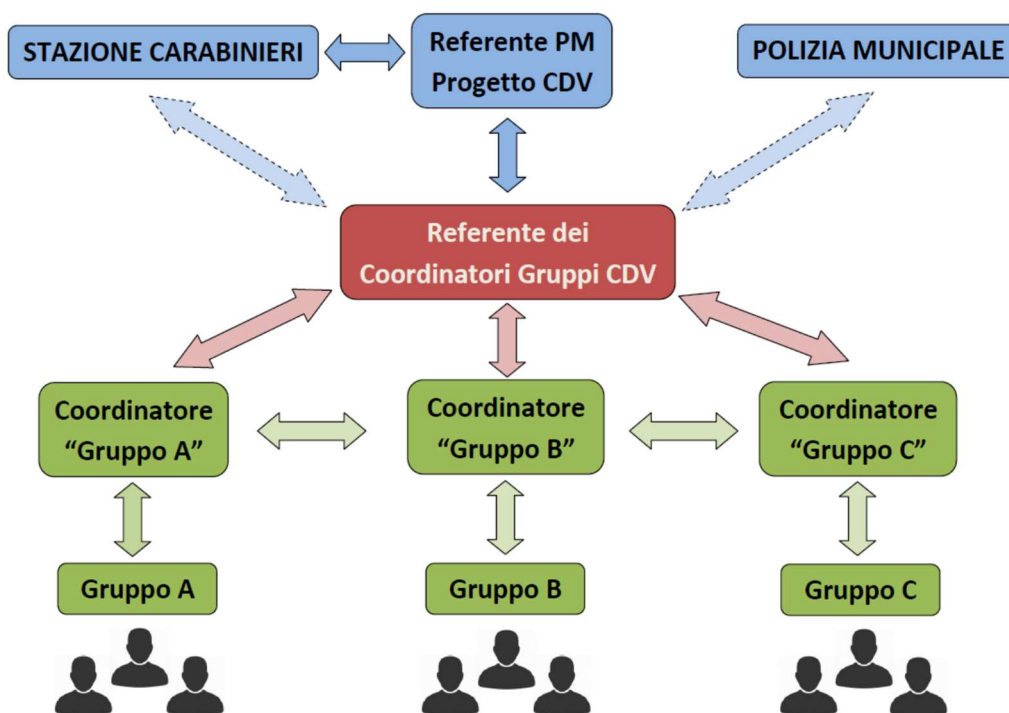 STAZIONE CARABINIERI
Referente PM
Progetto CDV
POLIZIA MUNICIPALE
Referente dei
Coordinatori Gruppi CDV
Coordinatore
“Gruppo A”
Coordinatore
“Gruppo B”
Coordinatore
“Gruppo C”
Gruppo A
Gruppo B
Gruppo C